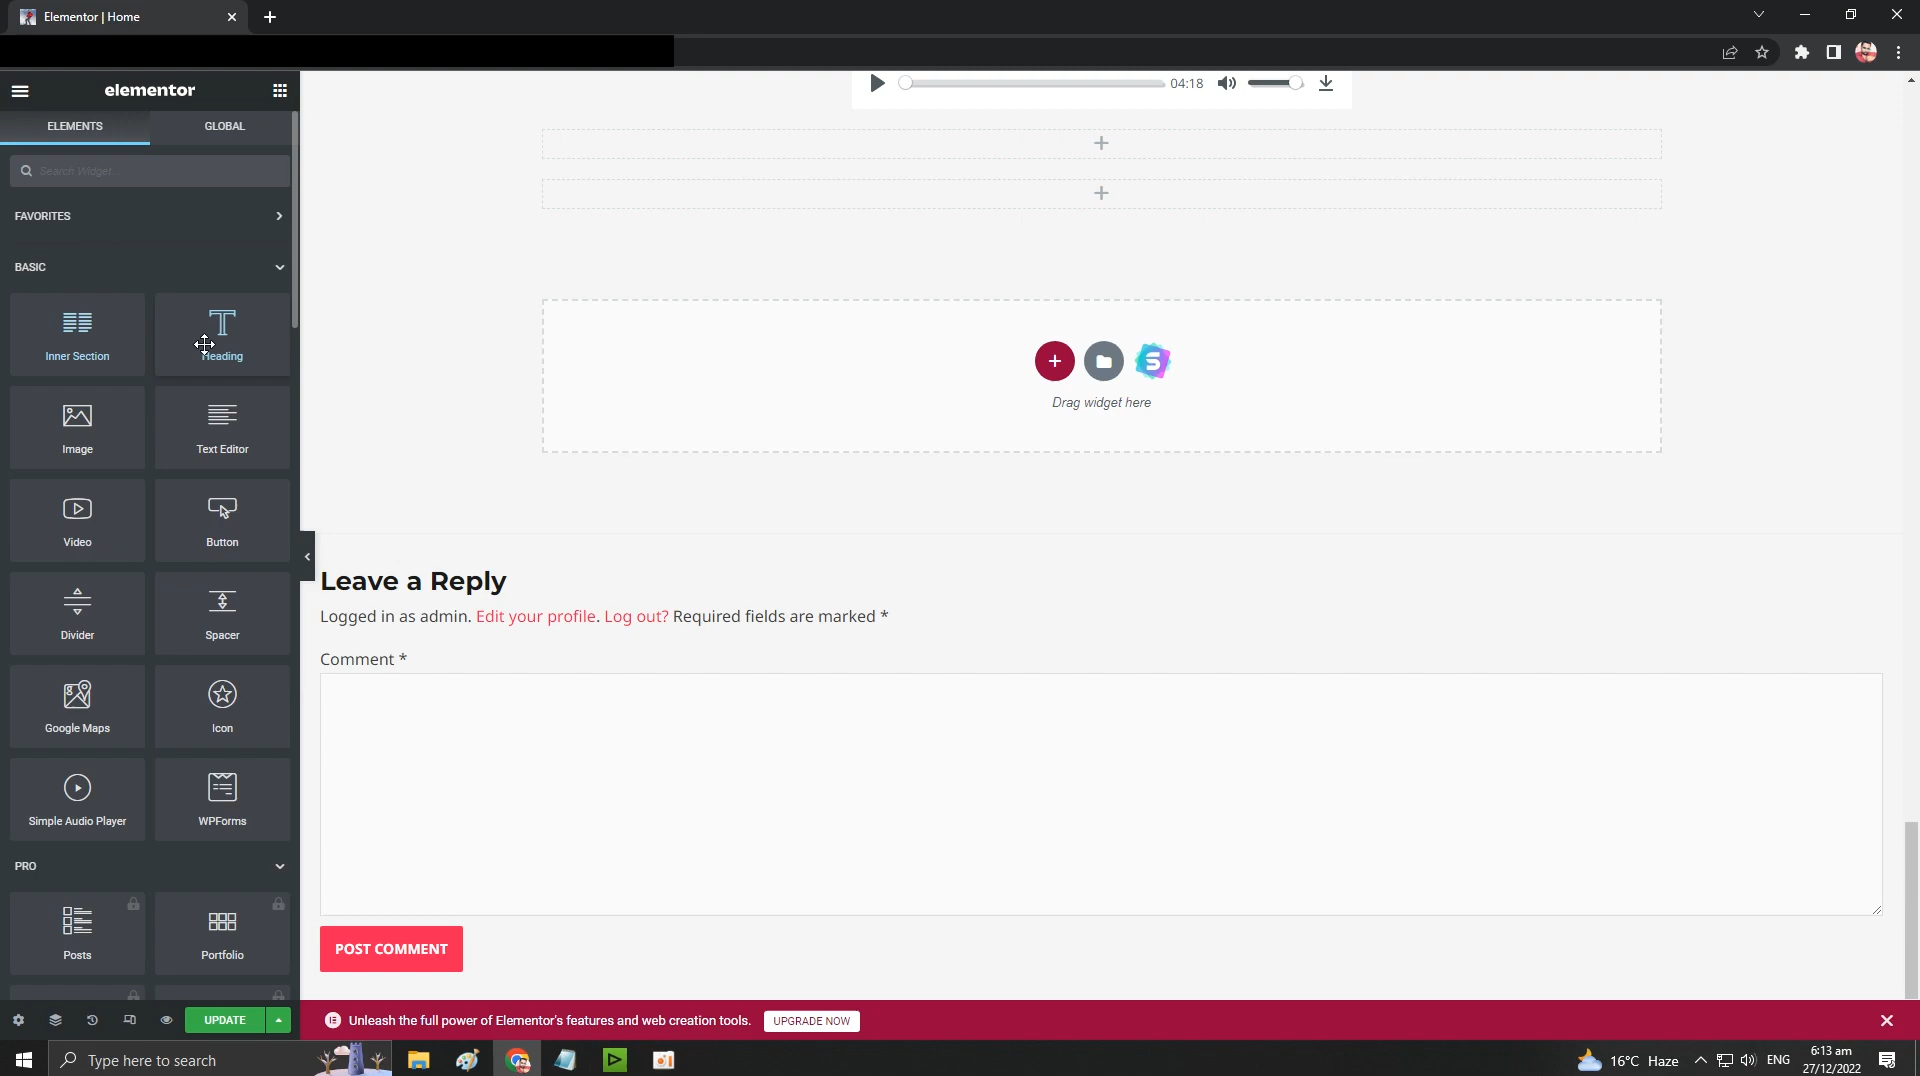 Elementor | Home
elementor
ELEMENTS
GLOBAL
Search Widget...
FAVORITES
BASIC
Inner Section
Heading
Image
Text Editor
Video
Button
Divider
Spacer
Google Maps
Icon
Simple Audio Player
WPForms
PRO
Posts
Portfolio
UPDATE
04:18
Drag widget here
Leave a Reply
Logged in as admin. Edit your profile. Log out? Required fields are marked *
Comment *
POST COMMENT
Unleash the full power of Elementor's features and web creation tools.
UPGRADE NOW
Type here to search
16°C Haze
ENG
6:13 am
27/12/2022